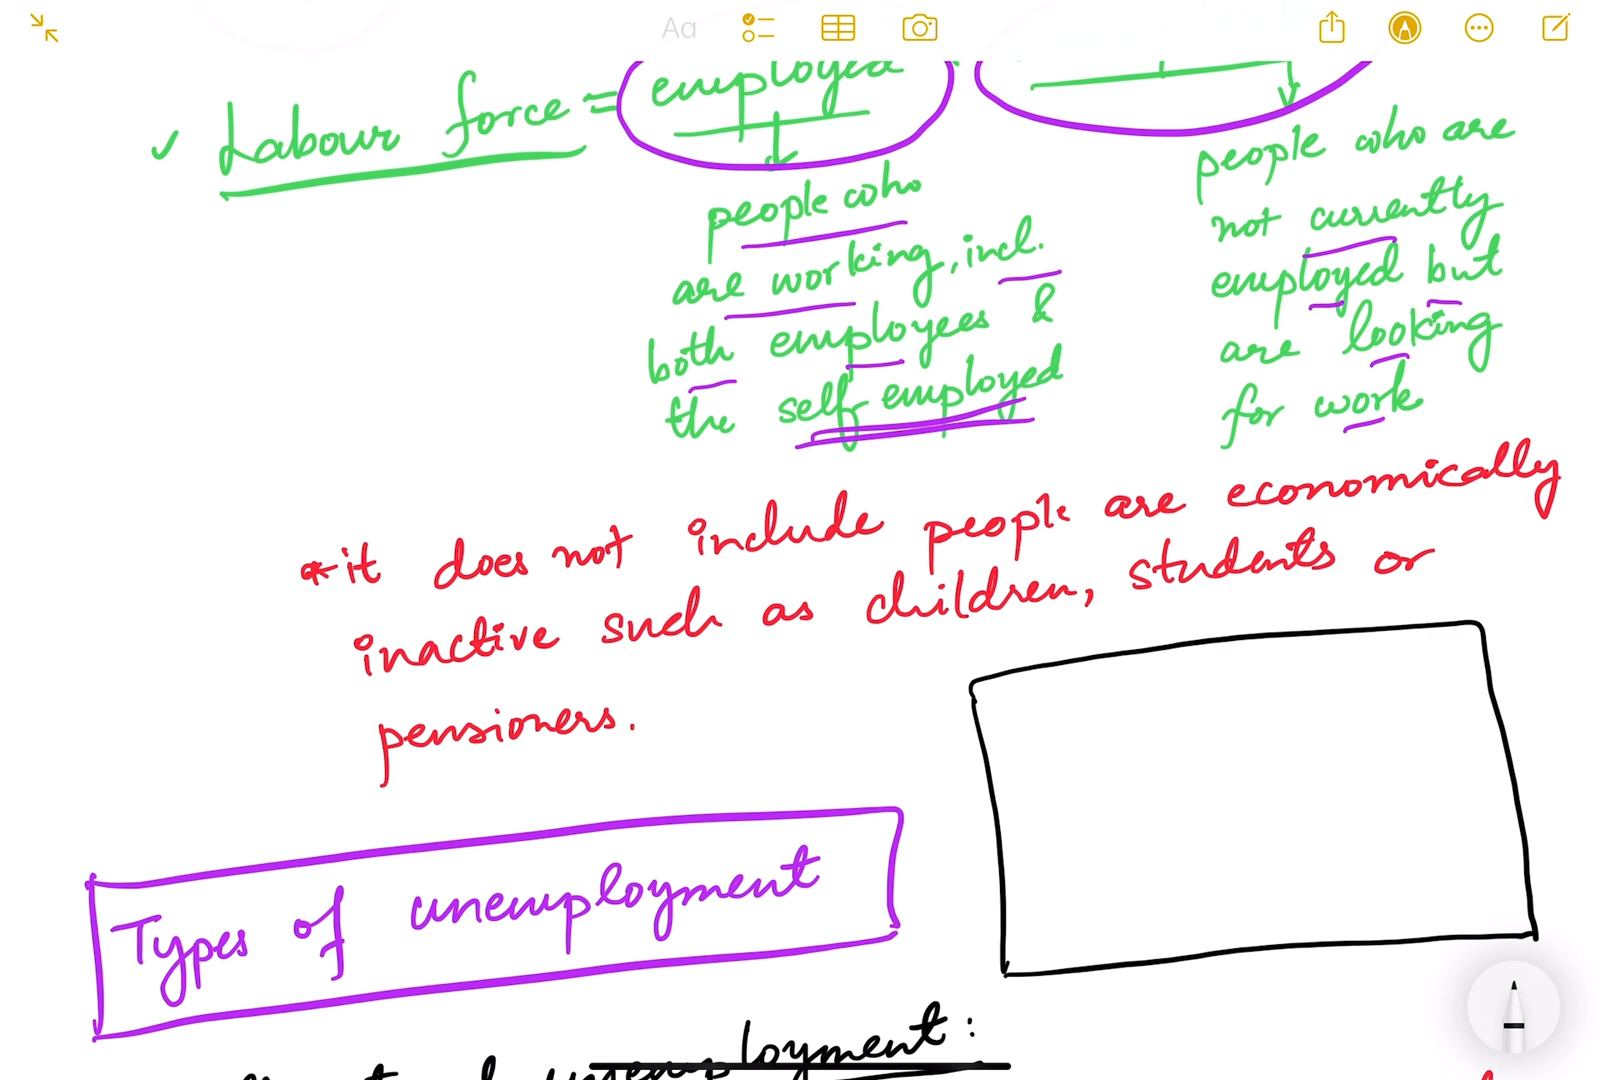 Aa
✓ Labour force = employed
people who
are working, incl.
both employees &
the self employed
people who are
not currently
employed but
are looking
for work
*it does not include people are economically
inactive such as children, students or
pensioners.
Types of unemployment
unemployment: